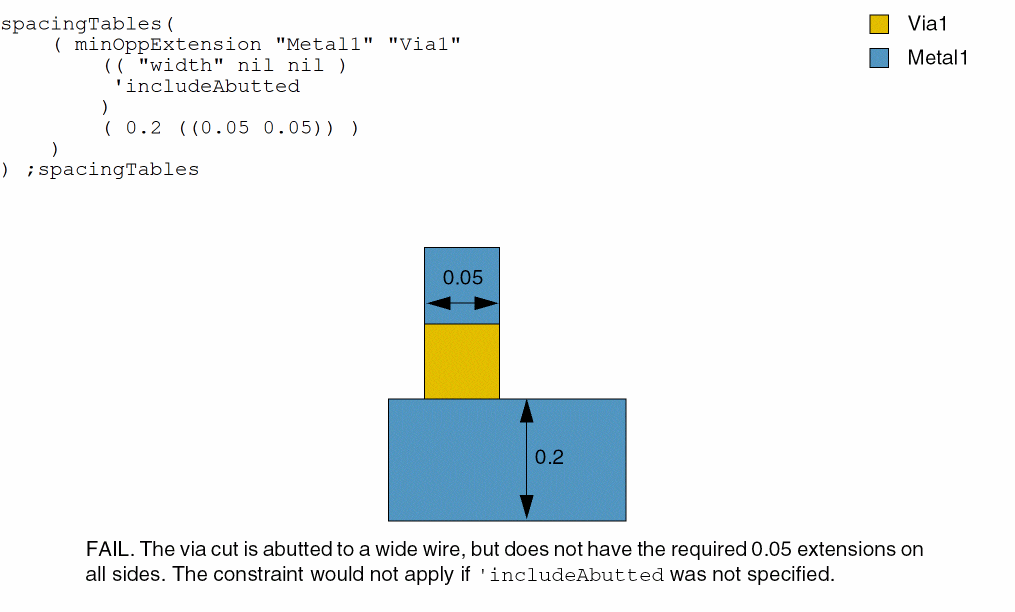 spacingTables(
    ( minOppExtension "Metal1" "Via1"
        (( "width" nil nil )
         'includeAbutted
        )
        ( 0.2 ((0.05 0.05)) )
    )
) ;spacingTables
Via1
Metal1
0.05
0.2
FAIL. The via cut is abutted to a wide wire, but does not have the required 0.05 extensions on
all sides. The constraint would not apply if 'includeAbutted was not specified.